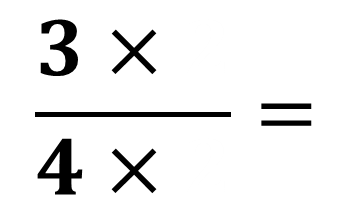 3 ×
=
4 ×